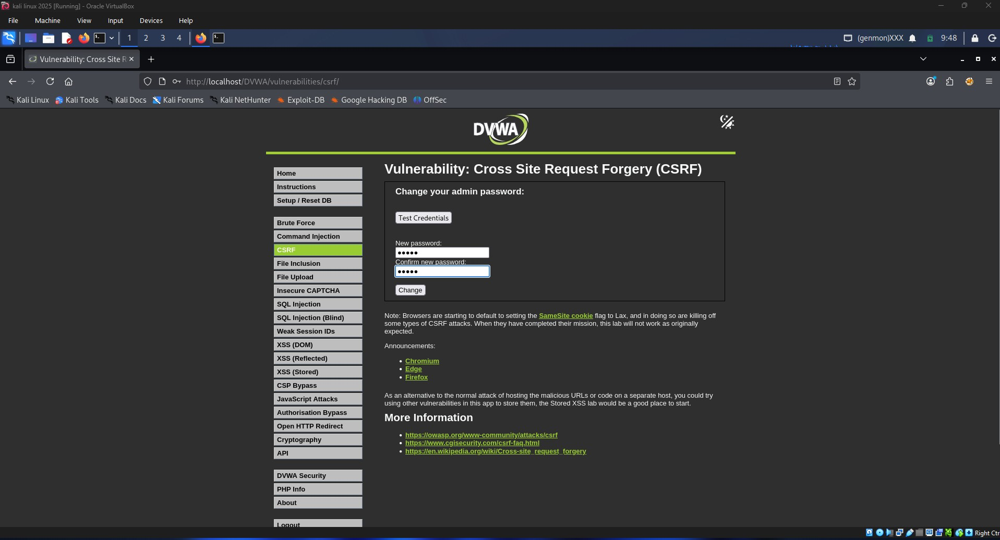 kali linux 2025 [Running] - Oracle VirtualBox
File Machine View Input Devices Help
1 2 3 4
(genmon)XXX 9:48
Vulnerability: Cross Site R
http://localhost/DVWA/vulnerabilities/csrf/
Kali Linux Kali Tools Kali Docs Kali Forums Kali NetHunter Exploit-DB Google Hacking DB OffSec
DVWA
Home
Instructions
Setup / Reset DB
Brute Force
Command Injection
CSRF
File Inclusion
File Upload
Insecure CAPTCHA
SQL Injection
SQL Injection (Blind)
Weak Session IDs
XSS (DOM)
XSS (Reflected)
XSS (Stored)
CSP Bypass
JavaScript Attacks
Authorisation Bypass
Open HTTP Redirect
Cryptography
API
DVWA Security
PHP Info
About
Logout
Vulnerability: Cross Site Request Forgery (CSRF)
Change your admin password:
Test Credentials
New password:
●●●●●
Confirm new password:
●●●●●
Change
Note: Browsers are starting to default to setting the SameSite cookie flag to Lax, and in doing so are killing off
some types of CSRF attacks. When they have completed their mission, this lab will not work as originally
expected.
Announcements:
• Chromium
• Edge
• Firefox
As an alternative to the normal attack of hosting the malicious URLs or code on a separate host, you could try
using other vulnerabilities in this app to store them, the Stored XSS lab would be a good place to start.
More Information
• https://owasp.org/www-community/attacks/csrf
• https://www.cgisecurity.com/csrf-faq.html
• https://en.wikipedia.org/wiki/Cross-site_request_forgery
Right Ctr